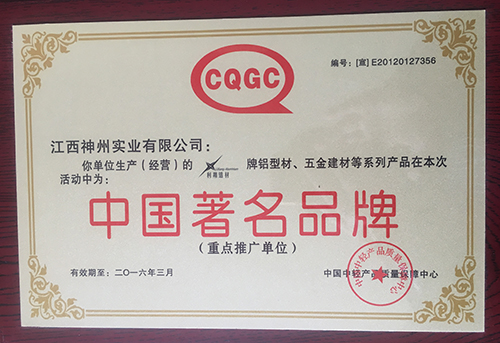 CQGC
编号：[宣] E20120127356
江西神州实业有限公司：
你单位生产（经营）的 牌铝型材、五金建材等系列产品在本次
活动中为：
中国著名品牌
（重点推广单位）
有效期至：二〇一六年三月
中国中轻产品质量保障中心